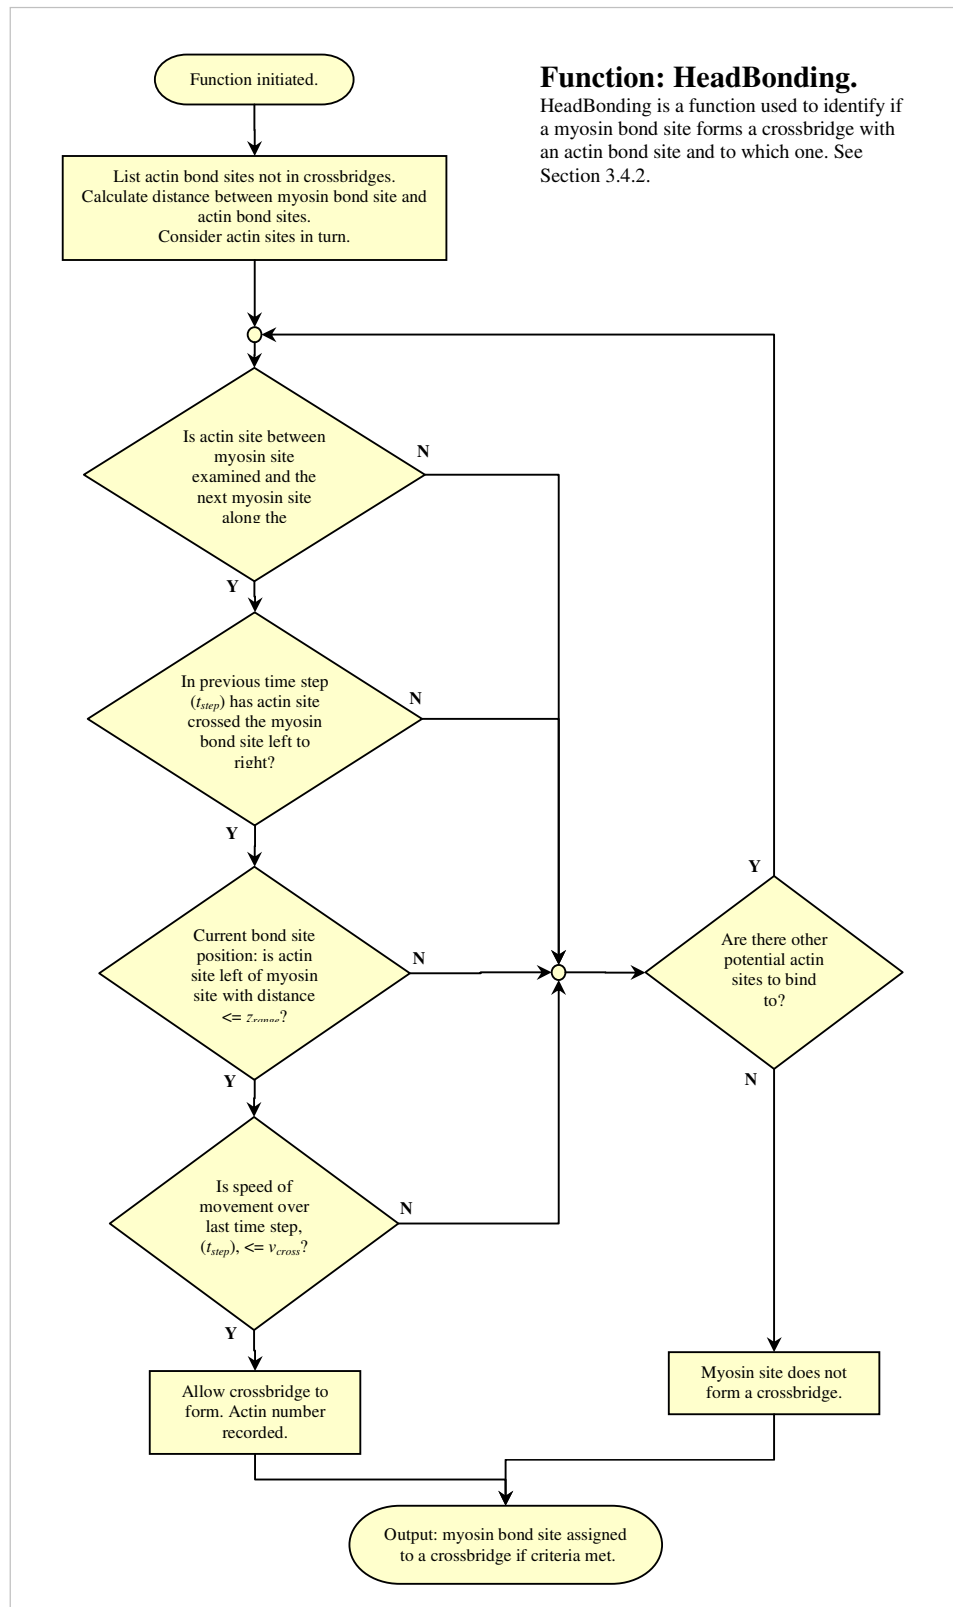 Function initiated.
Function: HeadBonding.
HeadBonding is a function used to identify if
a myosin bond site forms a crossbridge with
an actin bond site and to which one. See
Section 3.4.2.
List actin bond sites not in crossbridges.
Calculate distance between myosin bond site and
actin bond sites.
Consider actin sites in turn.
Is actin site between
myosin site
examined and the
next myosin site
along the
N
Y
In previous time step
(t_step) has actin site
crossed the myosin
bond site left to
right?
N
Y
Current bond site
position: is actin
site left of myosin
site with distance
<= z_range?
N
Y
Is speed of
movement over
last time step,
(t_step), <= v_cross?
N
Y
Allow crossbridge to
form. Actin number
recorded.
Y
Are there other
potential actin
sites to bind
to?
N
Myosin site does not
form a crossbridge.
Output: myosin bond site assigned
to a crossbridge if criteria met.